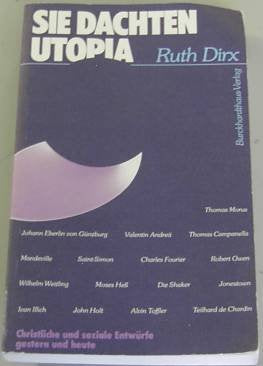 SIE DACHTEN
UTOPIA
Ruth Dirx
Burckhardthaus-Verlag
Thomas Morus
Johann Eberlin von Günzburg Valentin Andreä Thomas Campanella
Mandeville Saint-Simon Charles Fourier Robert Owen
Wilhelm Weitling Moses Heß Die Shaker Jonestown
Ivan Illich John Holt Alvin Toffler Teilhard de Chardin
Christliche und soziale Entwürfe
gestern und heute